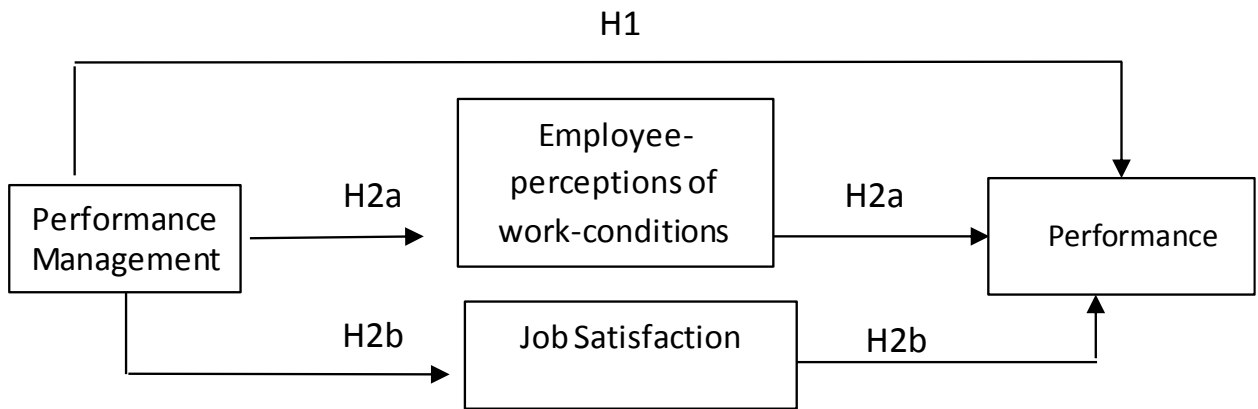 H1
Employee-
perceptions of
work-conditions
H2a
H2a
Performance
Management
Performance
H2b
Job Satisfaction
H2b